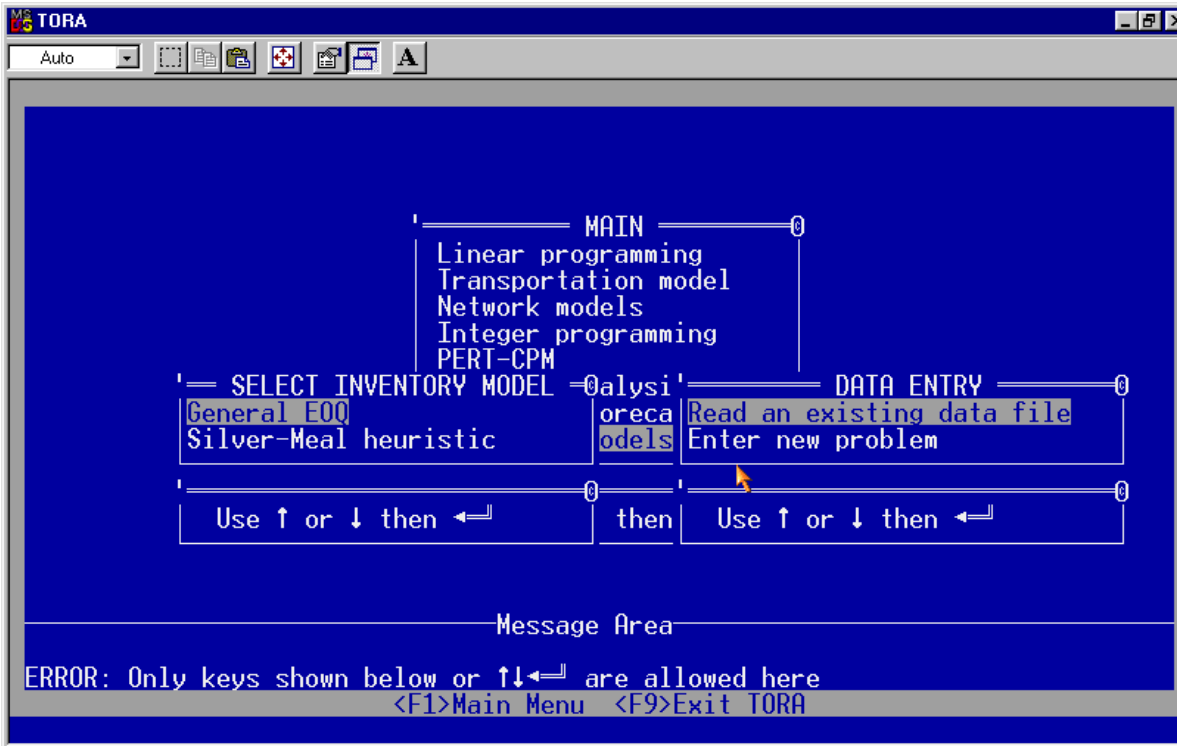 TORA
Auto
A
MAIN
Linear programming
Transportation model
Network models
Integer programming
PERT-CPM
SELECT INVENTORY MODEL
alysi
DATA ENTRY
General EOQ
oreca
Read an existing data file
Silver-Meal heuristic
odels
Enter new problem
Use ↑ or ↓ then ◄═╝
then
Use ↑ or ↓ then ◄═╝
Message Area
ERROR: Only keys shown below or ↑↓◄═╝ are allowed here
<F1>Main Menu <F9>Exit TORA